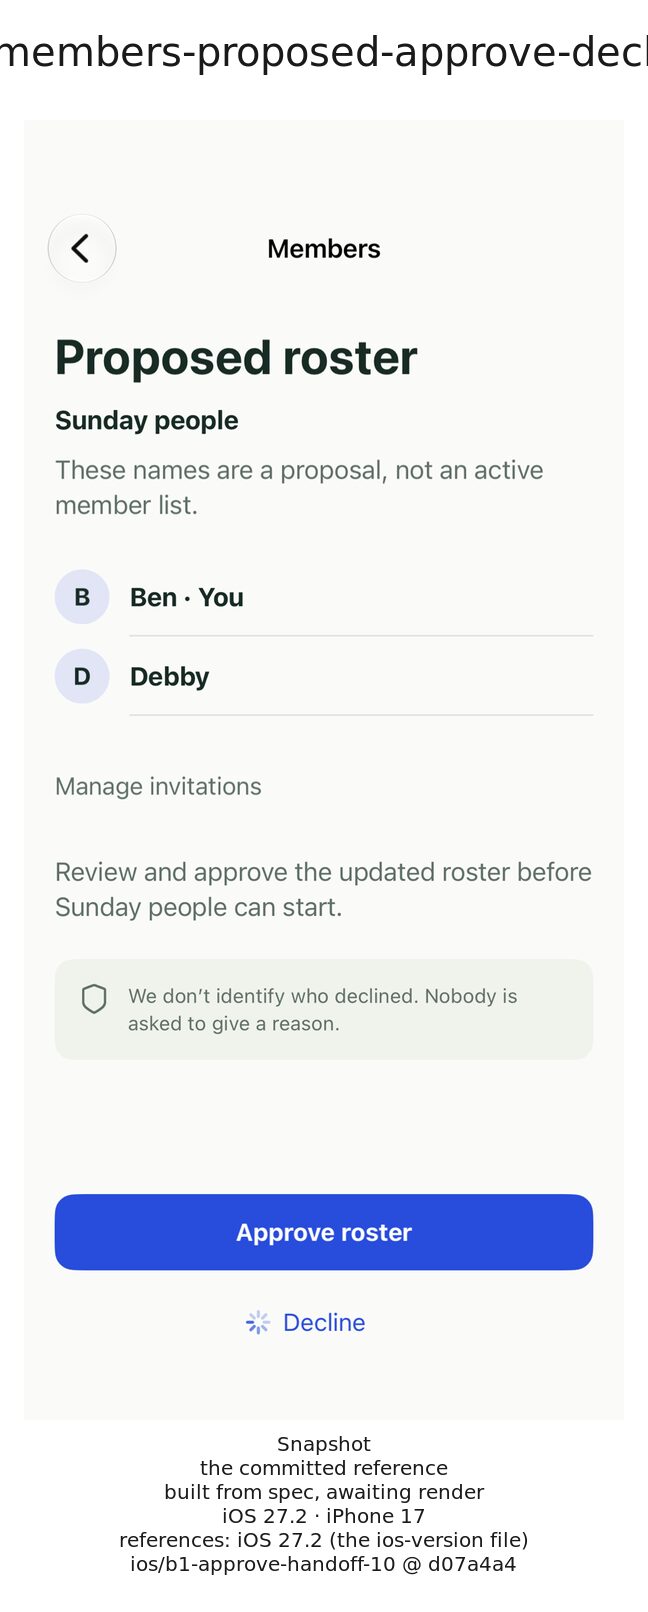 members-proposed-approve-decl
Members
Proposed roster
Sunday people
These names are a proposal, not an active
member list.
B
Ben · You
D
Debby
Manage invitations
Review and approve the updated roster before
Sunday people can start.
We don’t identify who declined. Nobody is
asked to give a reason.
Approve roster
Decline
Snapshot
the committed reference
built from spec, awaiting render
iOS 27.2 · iPhone 17
references: iOS 27.2 (the ios-version file)
ios/b1-approve-handoff-10 @ d07a4a4